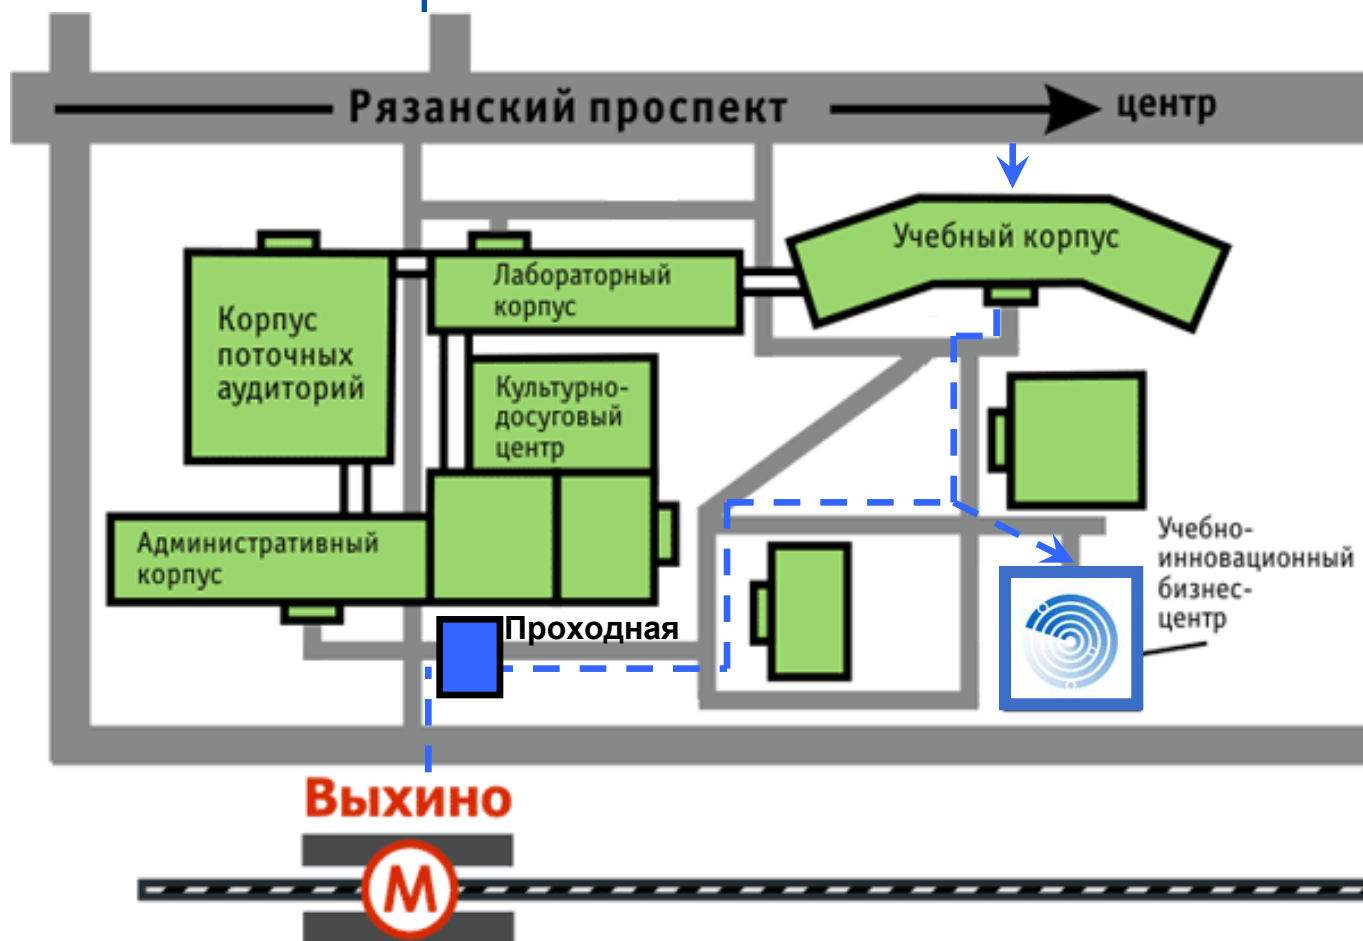 Рязанский проспект
центр
Учебный корпус
Лабораторный
корпус
Корпус
поточных
аудиторий
Культурно-
досуговый
центр
Административный
корпус
Учебно-
инновационный
бизнес-
центр
Проходная
Выхино
М